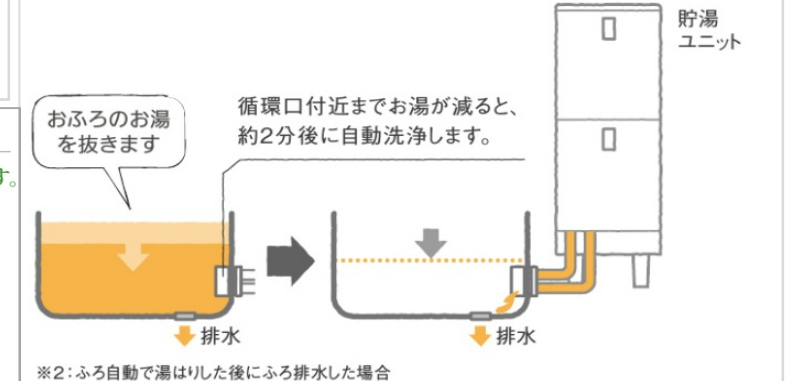 貯湯
ユニット
おふろのお湯
を抜きます
循環口付近までお湯が減ると、
約2分後に自動洗浄します。
す。
排水
排水
※2：ふろ自動で湯はりした後にふろ排水した場合